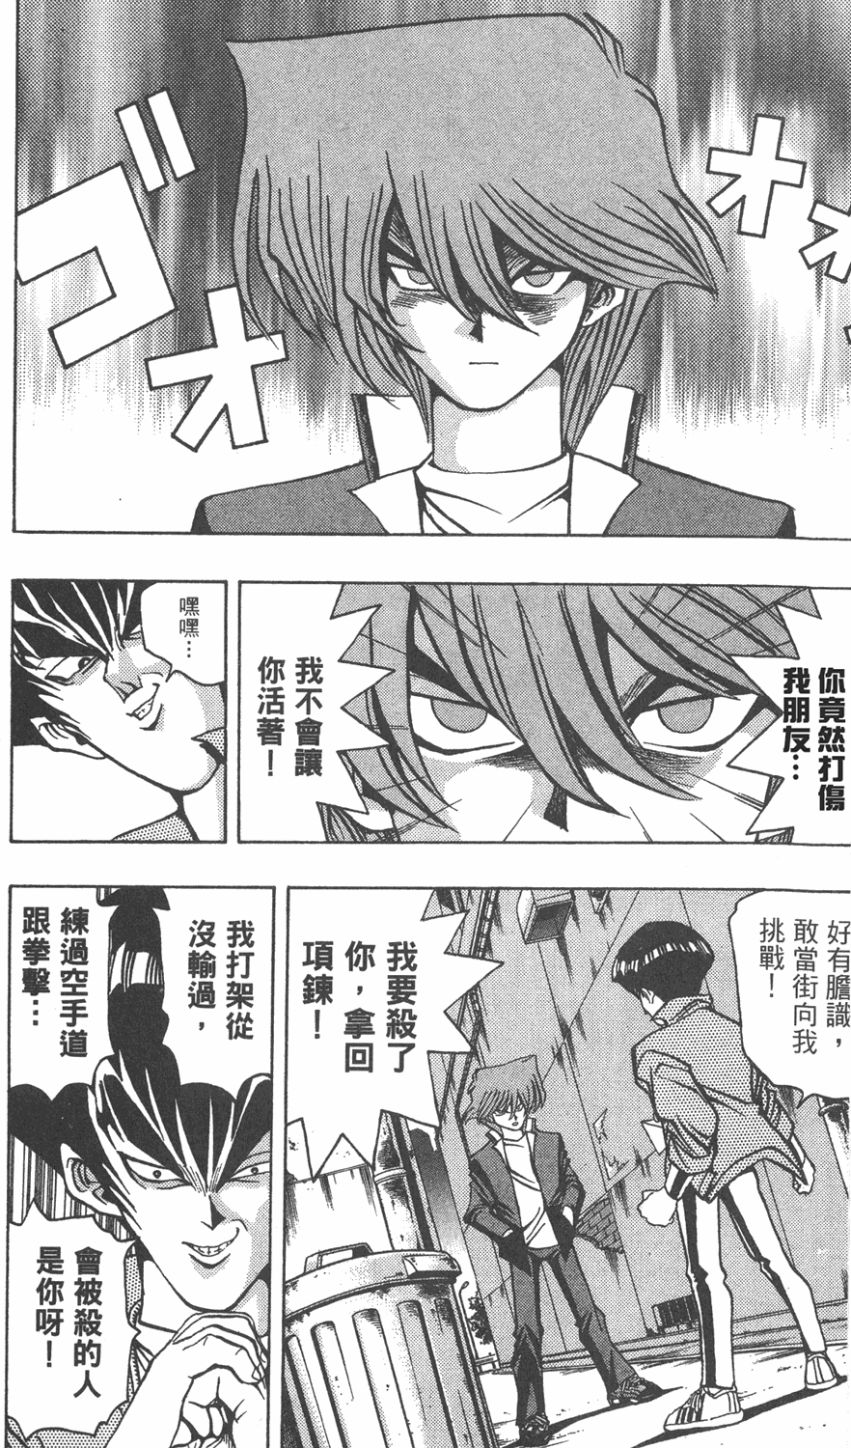 ゴオ
オオ
你竟然打傷
我朋友…
我不會讓
你活著！
嘿嘿…
好有膽識，
敢當街向我
挑戰！
我要殺了
你，拿回
項鍊！
我打架從
沒輸過，
練過空手道
跟拳擊…
會被殺的人
是你呀！